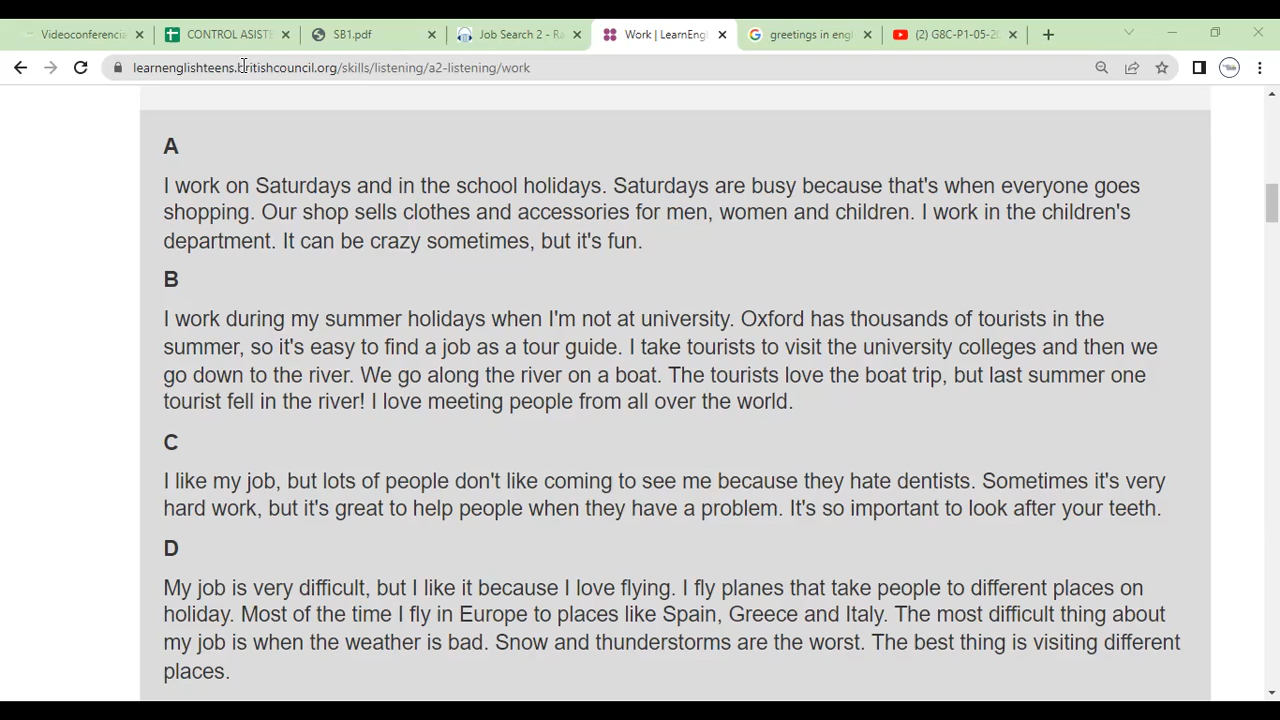 Videoconferencia
CONTROL ASISTE
SB1.pdf
Job Search 2 - Ra
Work | LearnEngl
greetings in engl
(2) G8C-P1-05-20
learnenglishteens.britishcouncil.org/skills/listening/a2-listening/work
A
I work on Saturdays and in the school holidays. Saturdays are busy because that's when everyone goes
shopping. Our shop sells clothes and accessories for men, women and children. I work in the children's
department. It can be crazy sometimes, but it's fun.
B
I work during my summer holidays when I'm not at university. Oxford has thousands of tourists in the
summer, so it's easy to find a job as a tour guide. I take tourists to visit the university colleges and then we
go down to the river. We go along the river on a boat. The tourists love the boat trip, but last summer one
tourist fell in the river! I love meeting people from all over the world.
C
I like my job, but lots of people don't like coming to see me because they hate dentists. Sometimes it's very
hard work, but it's great to help people when they have a problem. It's so important to look after your teeth.
D
My job is very difficult, but I like it because I love flying. I fly planes that take people to different places on
holiday. Most of the time I fly in Europe to places like Spain, Greece and Italy. The most difficult thing about
my job is when the weather is bad. Snow and thunderstorms are the worst. The best thing is visiting different
places.